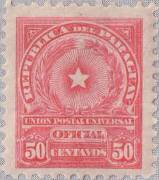 REPUBLICA DEL PARAGUAY
UNION POSTAL UNIVERSAL
OFICIAL
50 CENTAVOS 50